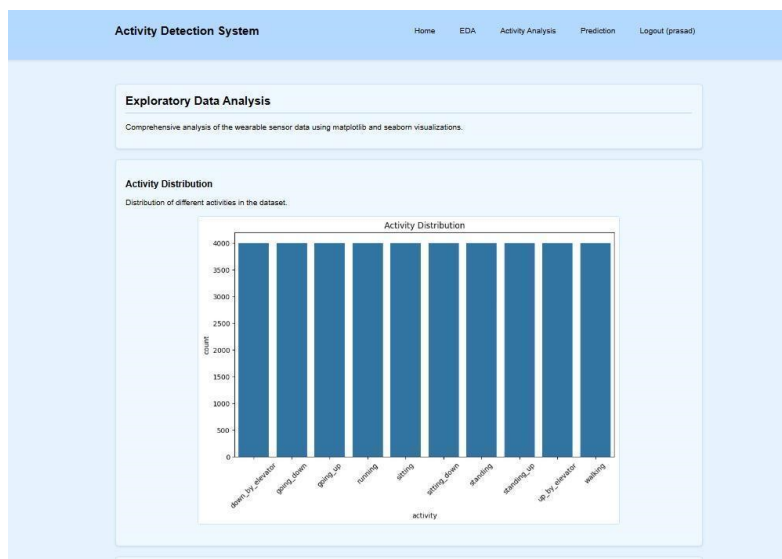 Activity Detection System
Home EDA Activity Analysis Prediction Logout (prasad)
Exploratory Data Analysis
Comprehensive analysis of the wearable sensor data using matplotlib and seaborn visualizations.
Activity Distribution
Distribution of different activities in the dataset.
Activity Distribution
4000
3500
3000
2500
2000
1500
1000
500
0
count
down_by_elevator going_down going_up running sitting sitting_down standing standing_up up_by_elevator walking
activity